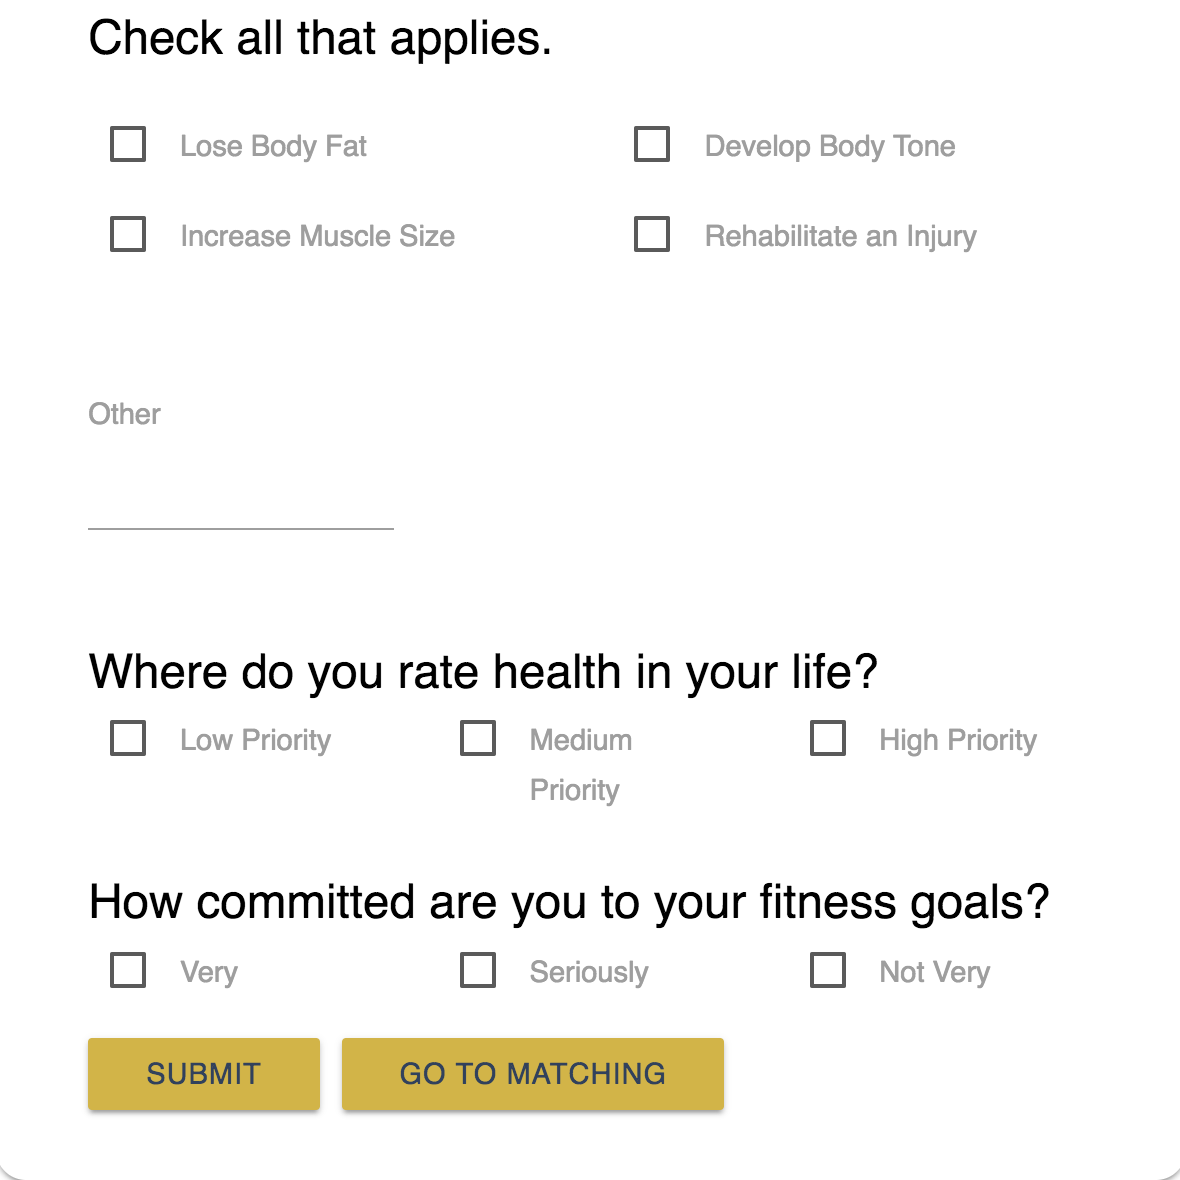 Check all that applies.
Lose Body Fat
Develop Body Tone
Increase Muscle Size
Rehabilitate an Injury
Other
Where do you rate health in your life?
Low Priority
Medium
Priority
High Priority
How committed are you to your fitness goals?
Very
Seriously
Not Very
SUBMIT
GO TO MATCHING